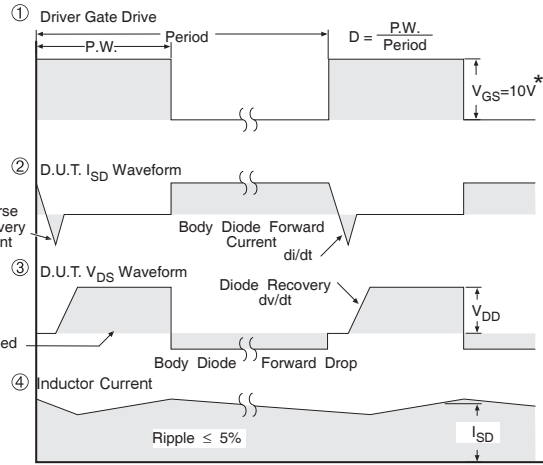 ① Driver Gate Drive
P.W.
Period
D = P.W.
Period
V_GS=10V*
② D.U.T. I_SD Waveform
Body Diode Forward
Current
di/dt
③ D.U.T. V_DS Waveform
Diode Recovery
dv/dt
V_DD
Body Diode
Forward Drop
④ Inductor Current
Ripple ≤ 5%
I_SD